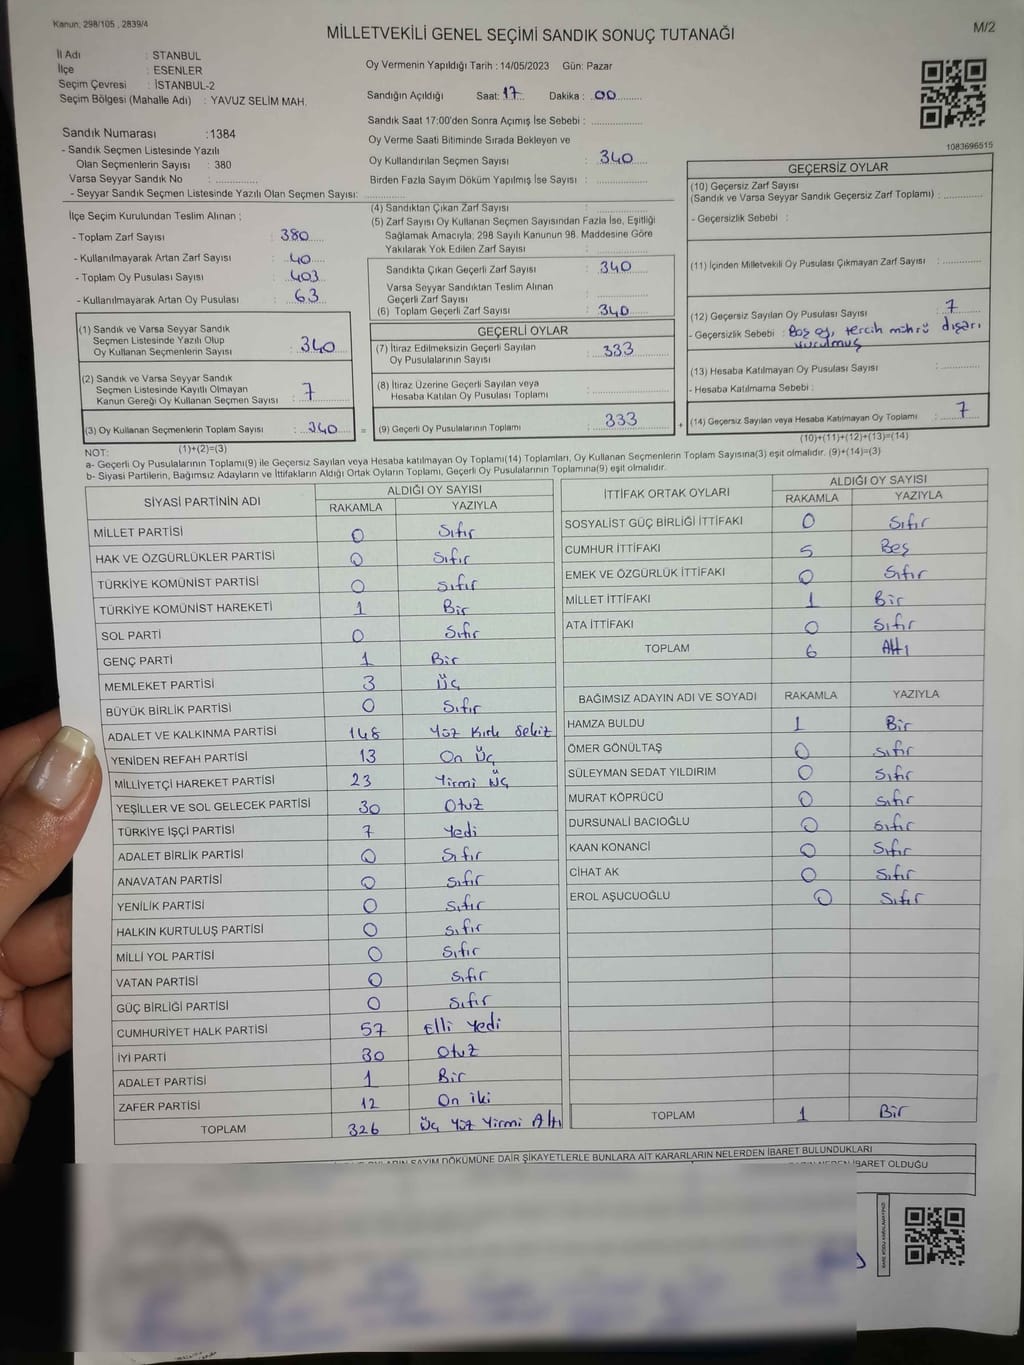 Kanun: 298/105 , 2839/4
MİLLETVEKİLİ GENEL SEÇİMİ SANDIK SONUÇ TUTANAĞI
M/2
İl Adı : STANBUL
İlçe : ESENLER
Seçim Çevresi : İSTANBUL-2
Seçim Bölgesi (Mahalle Adı) : YAVUZ SELİM MAH.
Oy Vermenin Yapıldığı Tarih : 14/05/2023 Gün: Pazar
Sandığın Açıldığı Saat: 17 Dakika : 00
Sandık Saat 17:00'den Sonra Açımış İse Sebebi :
Sandık Numarası :1384
- Sandık Seçmen Listesinde Yazılı
Olan Seçmenlerin Sayısı : 380
Varsa Seyyar Sandık No :
- Seyyar Sandık Seçmen Listesinde Yazılı Olan Seçmen Sayısı:
Oy Verme Saati Bitiminde Sırada Bekleyen ve
Oy Kullandırılan Seçmen Sayısı : 340
Birden Fazla Sayım Döküm Yapılmış İse Sayısı :
1083696515
İlçe Seçim Kurulundan Teslim Alınan ;
- Toplam Zarf Sayısı : 380
- Kullanılmayarak Artan Zarf Sayısı : 40
- Toplam Oy Pusulası Sayısı : 403
- Kullanılmayarak Artan Oy Pusulası : 63
(4) Sandıktan Çıkan Zarf Sayısı :
(5) Zarf Sayısı Oy Kullanan Seçmen Sayısından Fazla İse, Eşitliği
Sağlamak Amacıyla; 298 Sayılı Kanunun 98. Maddesine Göre
Yakılarak Yok Edilen Zarf Sayısı :
Sandıkta Çıkan Geçerli Zarf Sayısı : 340
Varsa Seyyar Sandıktan Teslim Alınan
Geçerli Zarf Sayısı :
(6) Toplam Geçerli Zarf Sayısı : 340
GEÇERSİZ OYLAR
(10) Geçersiz Zarf Sayısı
(Sandık ve Varsa Seyyar Sandık Geçersiz Zarf Toplamı) :
- Geçersizlik Sebebi :
(11) İçinden Milletvekili Oy Pusulası Çıkmayan Zarf Sayısı :
(12) Geçersiz Sayılan Oy Pusulası Sayısı : 7
- Geçersizlik Sebebi : Boş oy, tercih mührü dışarı
vurulmuş
(13) Hesaba Katılmayan Oy Pusulası Sayısı :
- Hesaba Katılmama Sebebi :
(14) Geçersiz Sayılan veya Hesaba Katılmayan Oy Toplamı : 7
(10)+(11)+(12)+(13)=(14)
(1) Sandık ve Varsa Seyyar Sandık
Seçmen Listesinde Yazılı Olup
Oy Kullanan Seçmenlerin Sayısı : 340
(2) Sandık ve Varsa Seyyar Sandık
Seçmen Listesinde Kayıtlı Olmayan
Kanun Gereği Oy Kullanan Seçmen Sayısı : 7
(3) Oy Kullanan Seçmenlerin Toplam Sayısı : 340 =
(1)+(2)=(3)
GEÇERLİ OYLAR
(7) İtiraz Edilmeksizin Geçerli Sayılan
Oy Pusulalarının Sayısı : 333
(8) İtiraz Üzerine Geçerli Sayılan veya
Hesaba Katılan Oy Pusulası Toplamı :
(9) Geçerli Oy Pusulalarının Toplamı : 333 +
NOT:
a- Geçerli Oy Pusulalarının Toplamı(9) ile Geçersiz Sayılan veya Hesaba katılmayan Oy Toplamı(14) Toplamları, Oy Kullanan Seçmenlerin Toplam Sayısına(3) eşit olmalıdır. (9)+(14)=(3)
b- Siyasi Partilerin, Bağımsız Adayların ve İttifakların Aldığı Ortak Oyların Toplamı, Geçerli Oy Pusulalarının Toplamına(9) eşit olmalıdır.
SİYASİ PARTİNİN ADI ALDIĞI OY SAYISI
RAKAMLA YAZIYLA
MİLLET PARTİSİ 0 Sıfır
HAK VE ÖZGÜRLÜKLER PARTİSİ 0 Sıfır
TÜRKİYE KOMÜNİST PARTİSİ 0 Sıfır
TÜRKİYE KOMÜNİST HAREKETİ 1 Bir
SOL PARTİ 0 Sıfır
GENÇ PARTİ 1 Bir
MEMLEKET PARTİSİ 3 Üç
BÜYÜK BİRLİK PARTİSİ 0 Sıfır
ADALET VE KALKINMA PARTİSİ 148 Yüz Kırk Sekiz
YENİDEN REFAH PARTİSİ 13 On Üç
MİLLİYETÇİ HAREKET PARTİSİ 23 Yirmi Üç
YEŞİLLER VE SOL GELECEK PARTİSİ 30 Otuz
TÜRKİYE İŞÇİ PARTİSİ 7 Yedi
ADALET BİRLİK PARTİSİ 0 Sıfır
ANAVATAN PARTİSİ 0 Sıfır
YENİLİK PARTİSİ 0 Sıfır
HALKIN KURTULUŞ PARTİSİ 0 Sıfır
MİLLİ YOL PARTİSİ 0 Sıfır
VATAN PARTİSİ 0 Sıfır
GÜÇ BİRLİĞİ PARTİSİ 0 Sıfır
CUMHURİYET HALK PARTİSİ 57 Elli Yedi
İYİ PARTİ 30 Otuz
ADALET PARTİSİ 1 Bir
ZAFER PARTİSİ 12 On iki
TOPLAM 326 Üç Yüz Yirmi Altı
İTTİFAK ORTAK OYLARI ALDIĞI OY SAYISI
RAKAMLA YAZIYLA
SOSYALİST GÜÇ BİRLİĞİ İTTİFAKI 0 Sıfır
CUMHUR İTTİFAKI 5 Beş
EMEK VE ÖZGÜRLÜK İTTİFAKI 0 Sıfır
MİLLET İTTİFAKI 1 Bir
ATA İTTİFAKI 0 Sıfır
TOPLAM 6 Altı
BAĞIMSIZ ADAYIN ADI VE SOYADI RAKAMLA YAZIYLA
HAMZA BULDU 1 Bir
ÖMER GÖNÜLTAŞ 0 Sıfır
SÜLEYMAN SEDAT YILDIRIM 0 Sıfır
MURAT KÖPRÜCÜ 0 Sıfır
DURSUNALİ BACIOĞLU 0 Sıfır
KAAN KONANCİ 0 Sıfır
CİHAT AK 0 Sıfır
EROL AŞUCUOĞLU 0 Sıfır
TOPLAM 1 Bir
SAYIM DÖKÜMÜNE DAİR ŞİKAYETLERLE BUNLARA AİT KARARLARIN NELERDEN İBARET BULUNDUKLARI
İBARET OLDUĞU